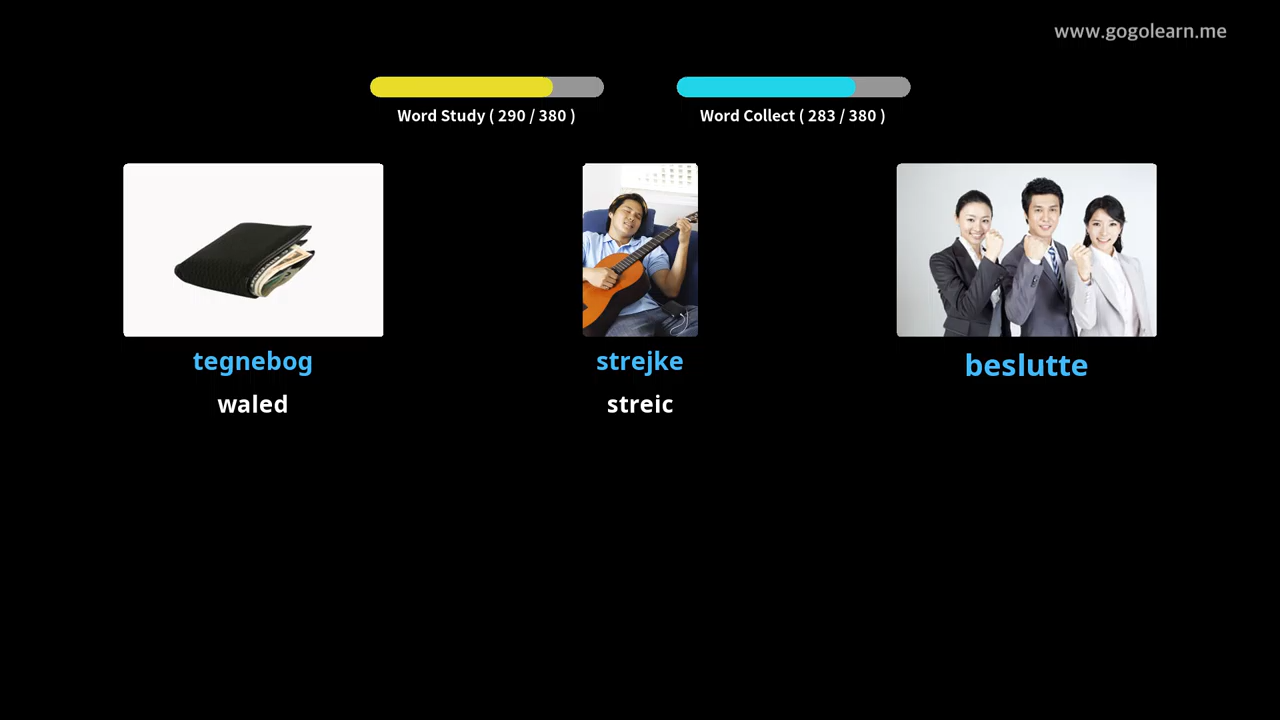 www.gogolearn.me
Word Study ( 290 / 380 )
Word Collect ( 283 / 380 )
tegnebog
strejke
beslutte
waled
streic